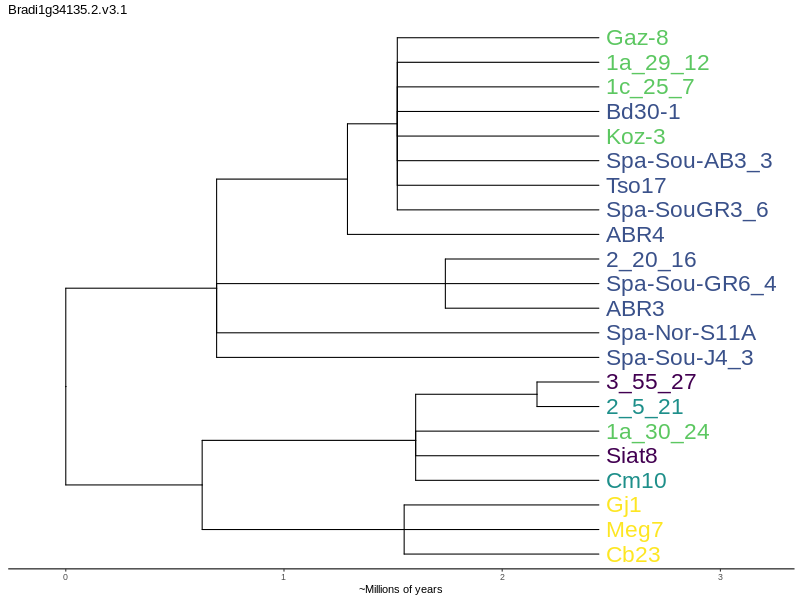 Bradi1g34135.2.v3.1
Gaz-8
1a_29_12
1c_25_7
Bd30-1
Koz-3
Spa-Sou-AB3_3
Tso17
Spa-SouGR3_6
ABR4
2_20_16
Spa-Sou-GR6_4
ABR3
Spa-Nor-S11A
Spa-Sou-J4_3
3_55_27
2_5_21
1a_30_24
Siat8
Cm10
Gj1
Meg7
Cb23
0 1 2 3
~Millions of years